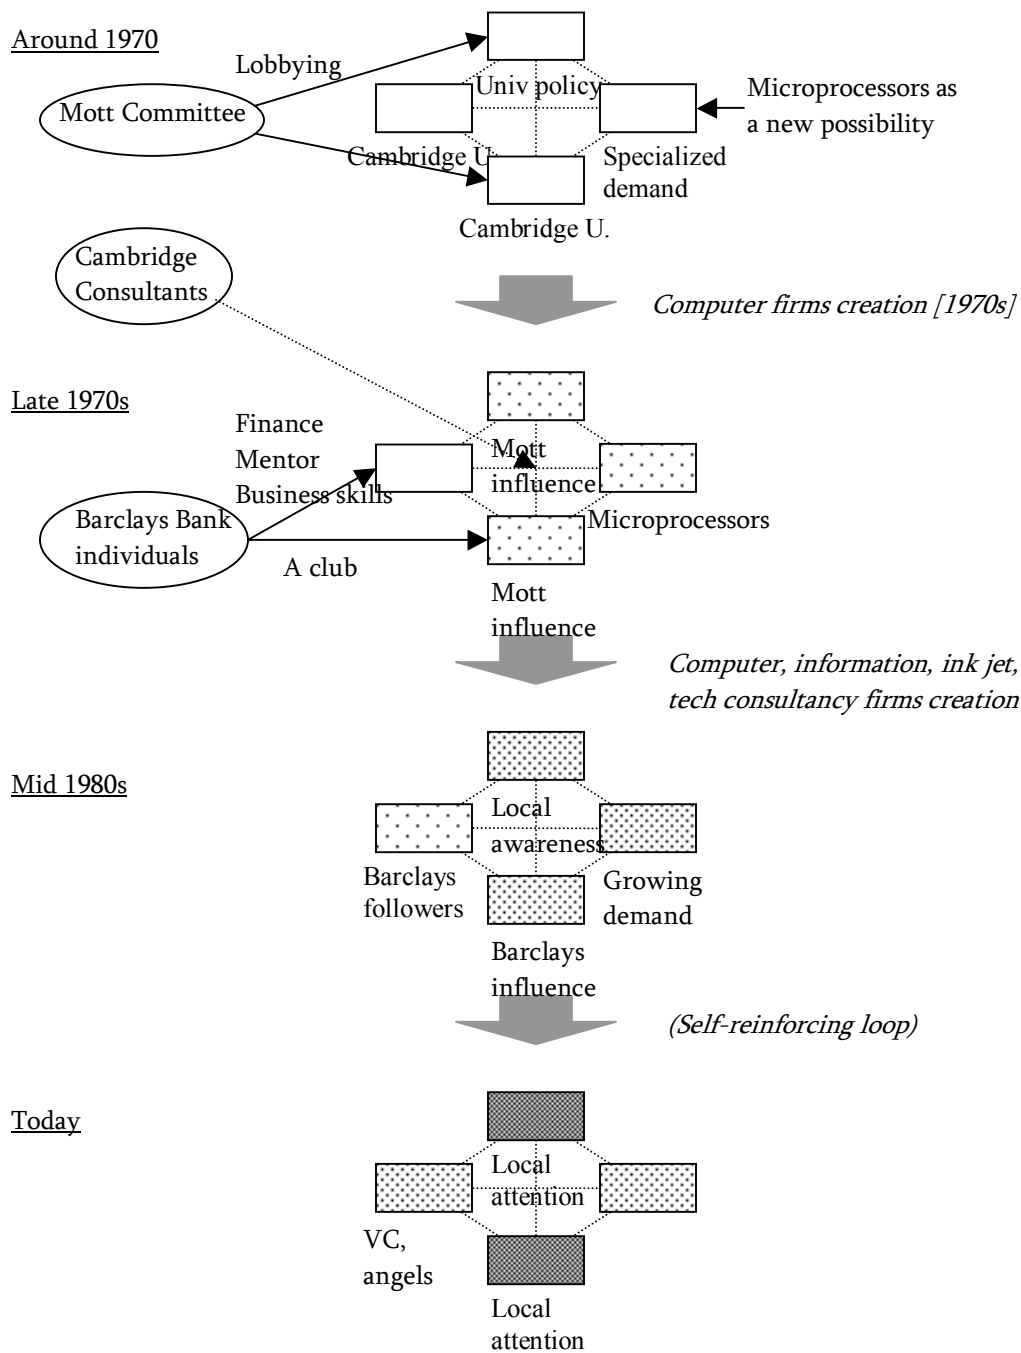 Around 1970
Lobbying
Mott Committee
Univ policy
Microprocessors as
a new possibility
Cambridge U
Specialized
demand
Cambridge U.
Cambridge
Consultants
Computer firms creation [1970s]
Late 1970s
Finance
Mentor
Business skills
Mott
influence
Barclays Bank
individuals
A club
Microprocessors
Mott
influence
Computer, information, ink jet,
tech consultancy firms creation
Mid 1980s
Local
awareness
Barclays
followers
Growing
demand
Barclays
influence
(Self-reinforcing loop)
Today
Local
attention
VC,
angels
Local
attention